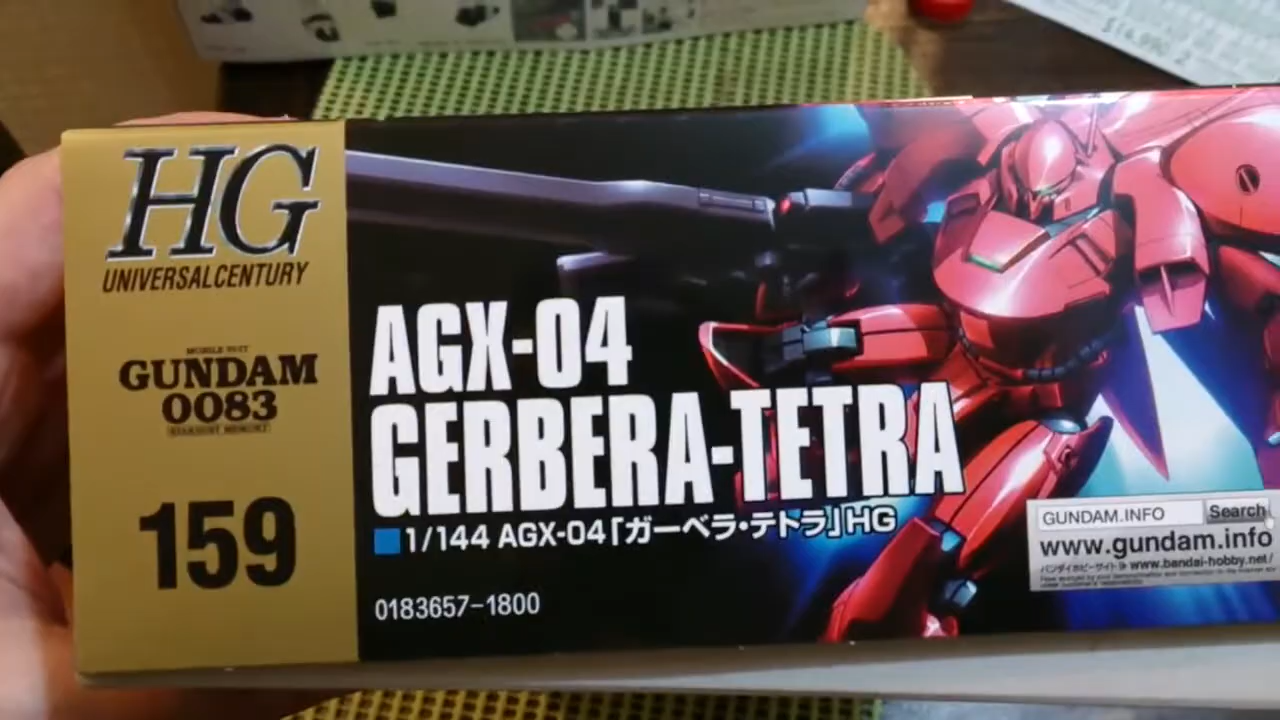 HG
UNIVERSAL CENTURY
MOBILE SUIT
GUNDAM
0083
STARDUST MEMORY
159
AGX-04
GERBERA-TETRA
1/144 AGX-04「ガーベラ・テトラ」HG
0183657-1800
GUNDAM.INFO Search
www.gundam.info
バンダイホビーサイト www.bandai-hobby.net/